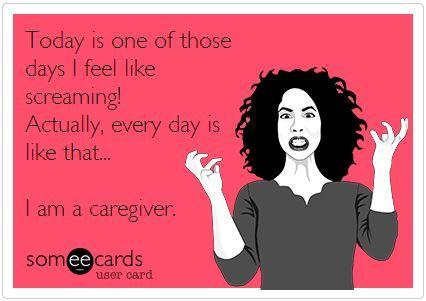 Today is one of those
days I feel like
screaming!
Actually, every day is
like that...
I am a caregiver.
someecards
user card